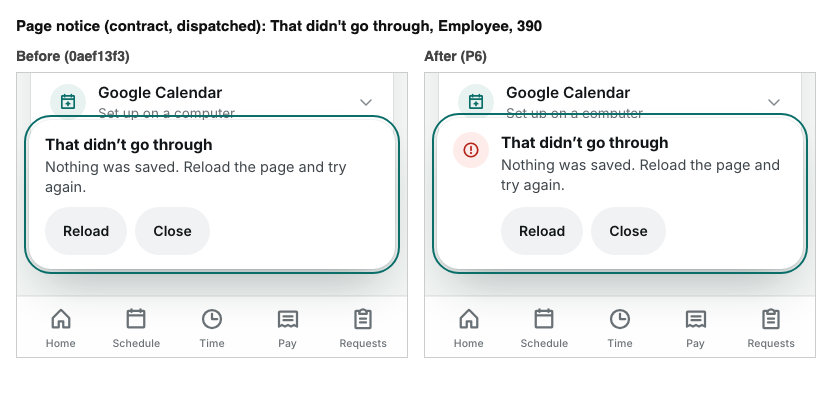 Page notice (contract, dispatched): That didn't go through, Employee, 390
Before (0aef13f3)
Google Calendar
Set up on a computer
That didn’t go through
Nothing was saved. Reload the page and try
again.
Reload
Close
Home
Schedule
Time
Pay
Requests
After (P6)
Google Calendar
Set up on a computer
That didn’t go through
Nothing was saved. Reload the page and
try again.
Reload
Close
Home
Schedule
Time
Pay
Requests